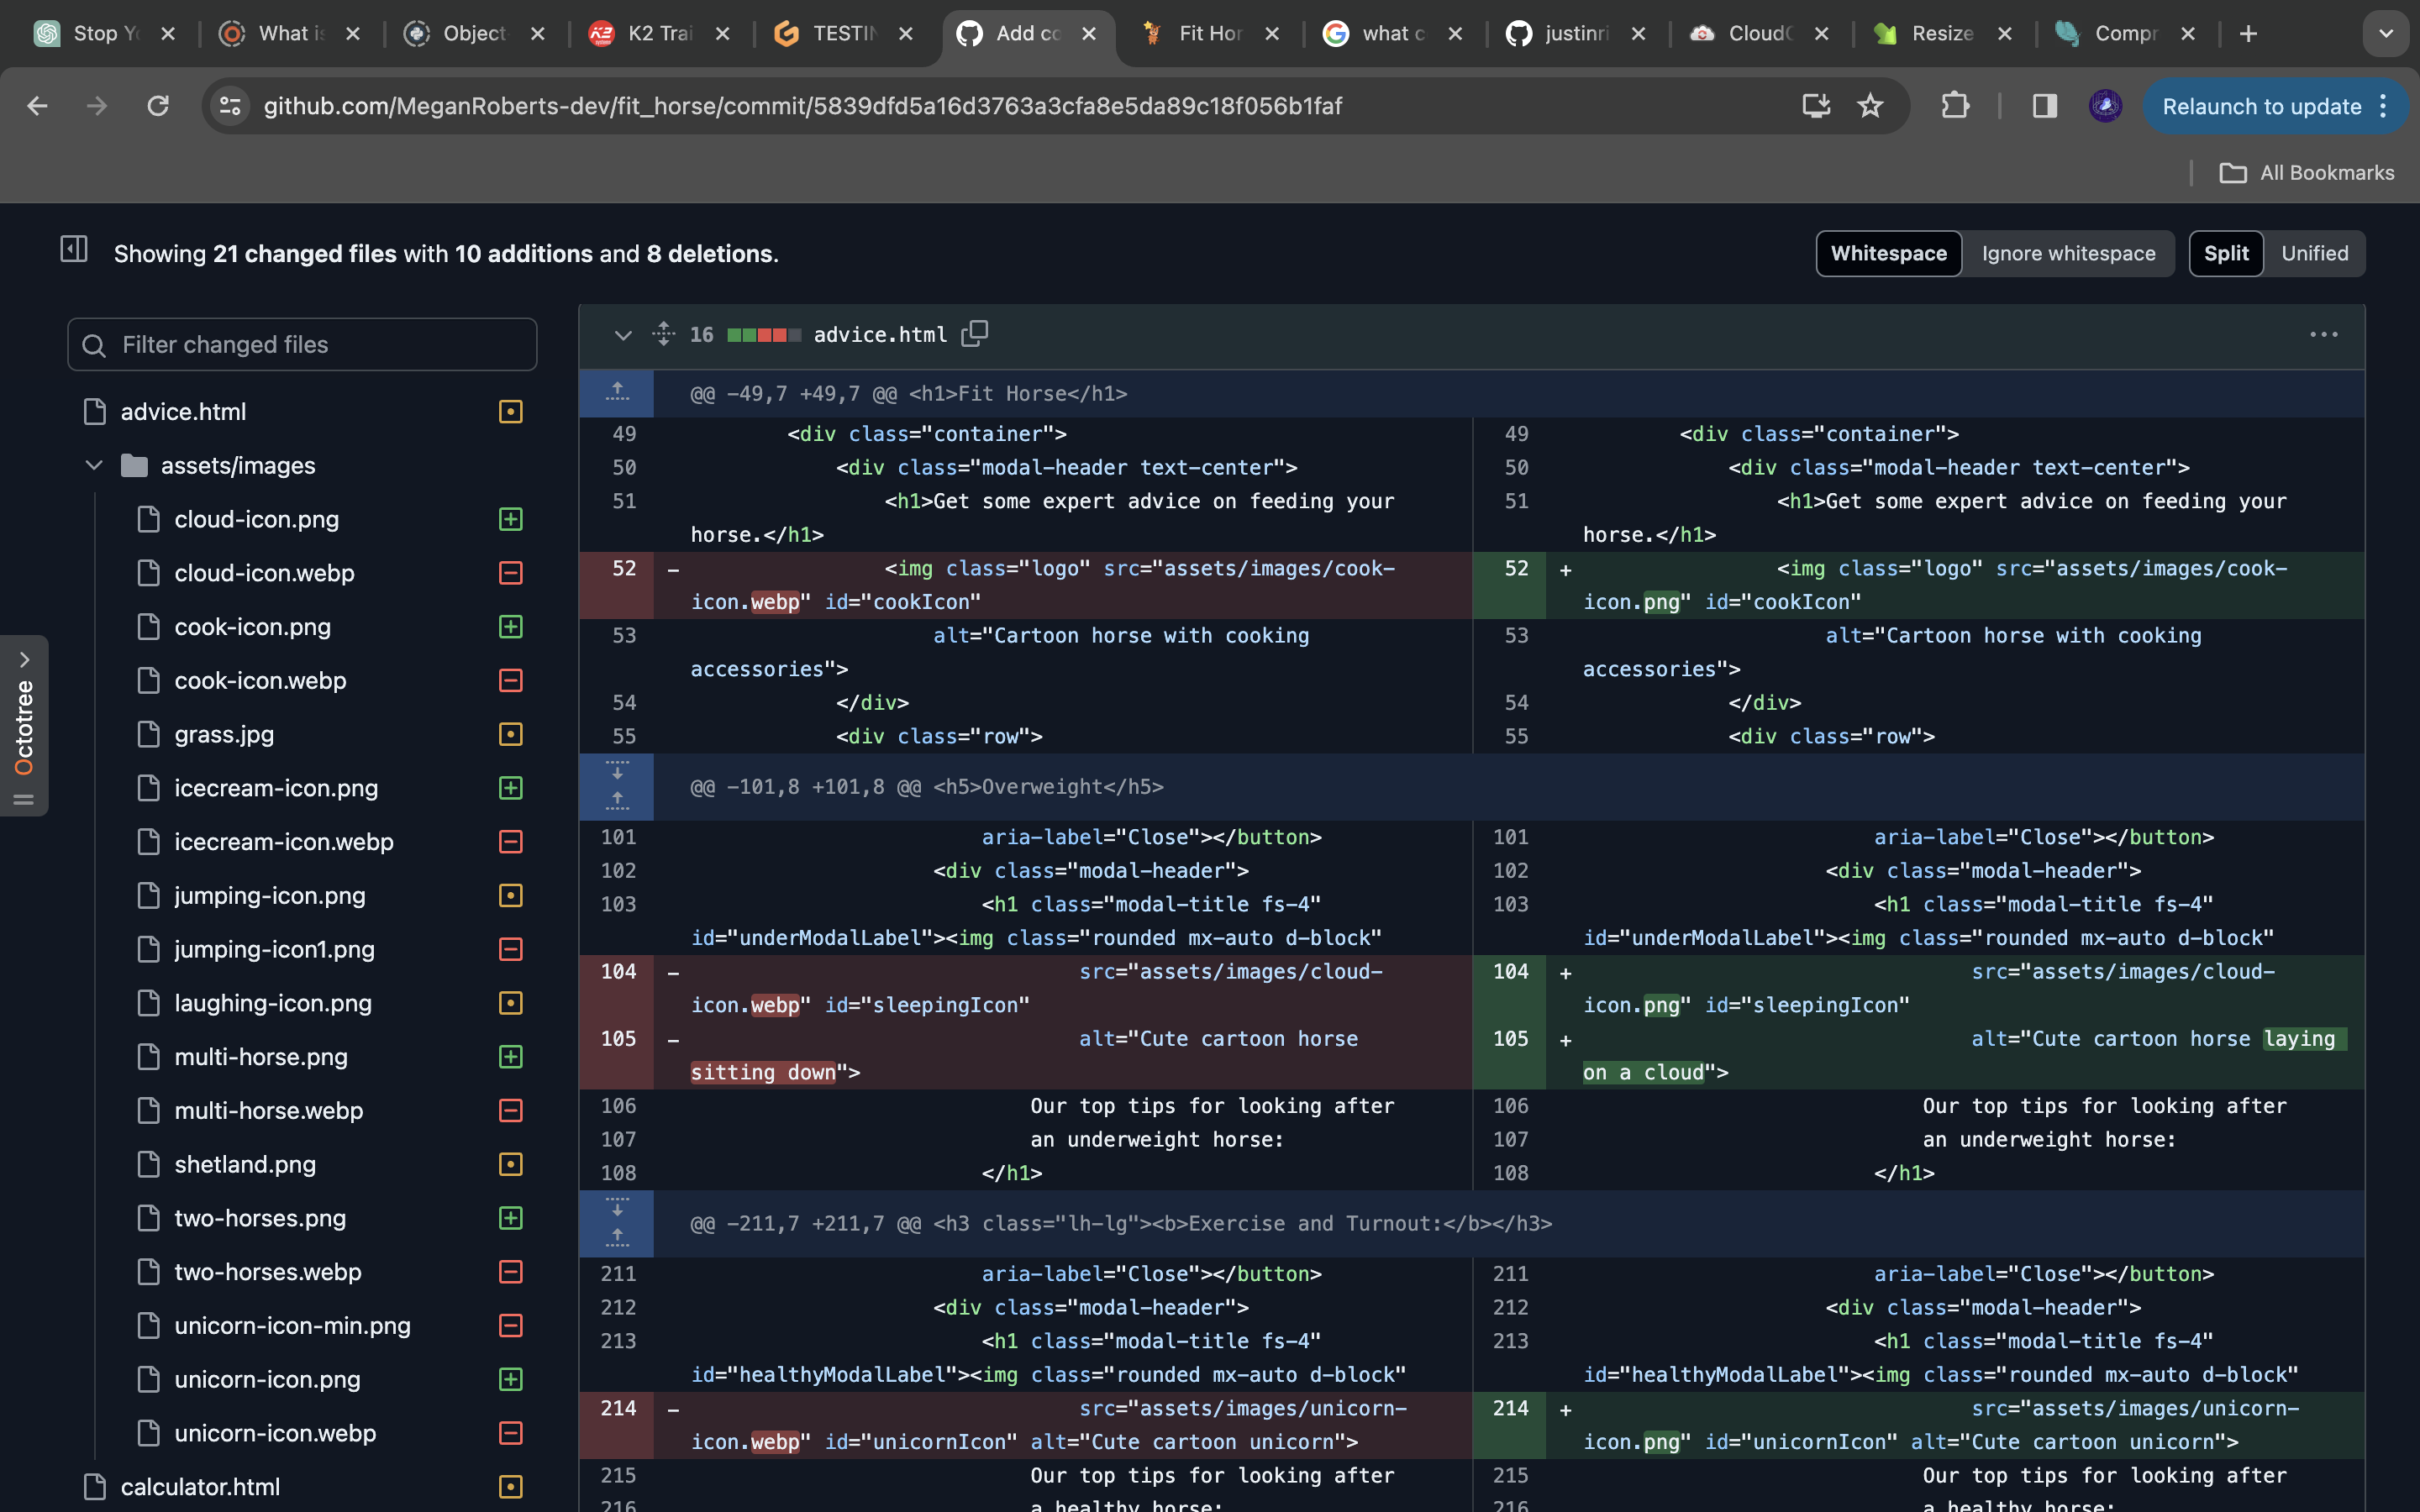 Stop Yo
What is
Object-
K2 Trai
TESTIN
Add co
Fit Hor
what c
justinri
CloudC
Resize
Compr
github.com/MeganRoberts-dev/fit_horse/commit/5839dfd5a16d3763a3cfa8e5da89c18f056b1faf
Relaunch to update
All Bookmarks
Showing 21 changed files with 10 additions and 8 deletions.
Whitespace
Ignore whitespace
Split
Unified
Filter changed files
advice.html
assets/images
cloud-icon.png
cloud-icon.webp
cook-icon.png
cook-icon.webp
grass.jpg
icecream-icon.png
icecream-icon.webp
jumping-icon.png
jumping-icon1.png
laughing-icon.png
multi-horse.png
multi-horse.webp
shetland.png
two-horses.png
two-horses.webp
unicorn-icon-min.png
unicorn-icon.png
unicorn-icon.webp
calculator.html
Octotree
16 advice.html
@@ -49,7 +49,7 @@ <h1>Fit Horse</h1>
49 <div class="container">
50 <div class="modal-header text-center">
51 <h1>Get some expert advice on feeding your
horse.</h1>
52 - <img class="logo" src="assets/images/cook-
icon.webp" id="cookIcon"
53 alt="Cartoon horse with cooking
accessories">
54 </div>
55 <div class="row">
49 <div class="container">
50 <div class="modal-header text-center">
51 <h1>Get some expert advice on feeding your
horse.</h1>
52 + <img class="logo" src="assets/images/cook-
icon.png" id="cookIcon"
53 alt="Cartoon horse with cooking
accessories">
54 </div>
55 <div class="row">
@@ -101,8 +101,8 @@ <h5>Overweight</h5>
101 aria-label="Close"></button>
102 <div class="modal-header">
103 <h1 class="modal-title fs-4"
id="underModalLabel"><img class="rounded mx-auto d-block"
104 - src="assets/images/cloud-
icon.webp" id="sleepingIcon"
105 - alt="Cute cartoon horse
sitting down">
106 Our top tips for looking after
107 an underweight horse:
108 </h1>
101 aria-label="Close"></button>
102 <div class="modal-header">
103 <h1 class="modal-title fs-4"
id="underModalLabel"><img class="rounded mx-auto d-block"
104 + src="assets/images/cloud-
icon.png" id="sleepingIcon"
105 + alt="Cute cartoon horse laying
on a cloud">
106 Our top tips for looking after
107 an underweight horse:
108 </h1>
@@ -211,7 +211,7 @@ <h3 class="lh-lg"><b>Exercise and Turnout:</b></h3>
211 aria-label="Close"></button>
212 <div class="modal-header">
213 <h1 class="modal-title fs-4"
id="healthyModalLabel"><img class="rounded mx-auto d-block"
214 - src="assets/images/unicorn-
icon.webp" id="unicornIcon" alt="Cute cartoon unicorn">
215 Our top tips for looking after
216 a healthy horse:
211 aria-label="Close"></button>
212 <div class="modal-header">
213 <h1 class="modal-title fs-4"
id="healthyModalLabel"><img class="rounded mx-auto d-block"
214 + src="assets/images/unicorn-
icon.png" id="unicornIcon" alt="Cute cartoon unicorn">
215 Our top tips for looking after
216 a healthy horse: